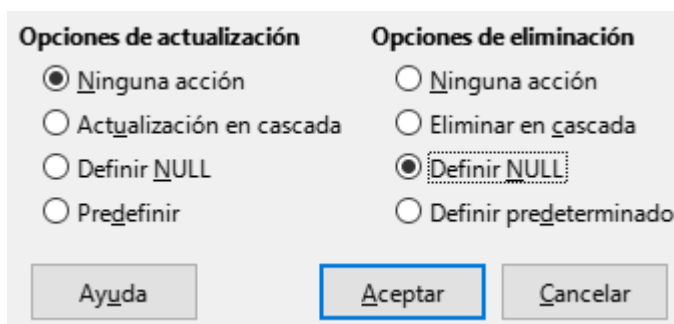 Opciones de actualización
Ninguna acción
Actualización en cascada
Definir NULL
Predefinir
Opciones de eliminación
Ninguna acción
Eliminar en cascada
Definir NULL
Definir predeterminado
Ayuda
Aceptar
Cancelar